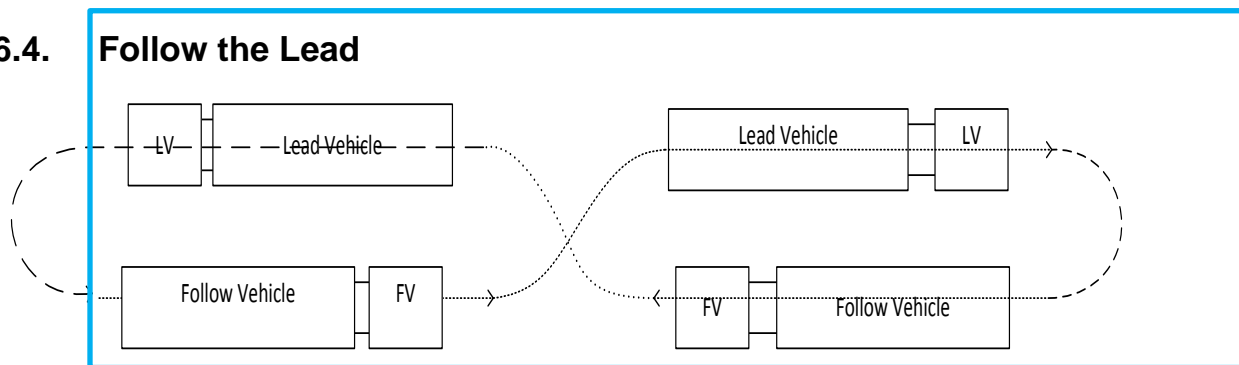 6.4. Follow the Lead
LV Lead Vehicle Lead Vehicle LV
Follow Vehicle FV FV Follow Vehicle